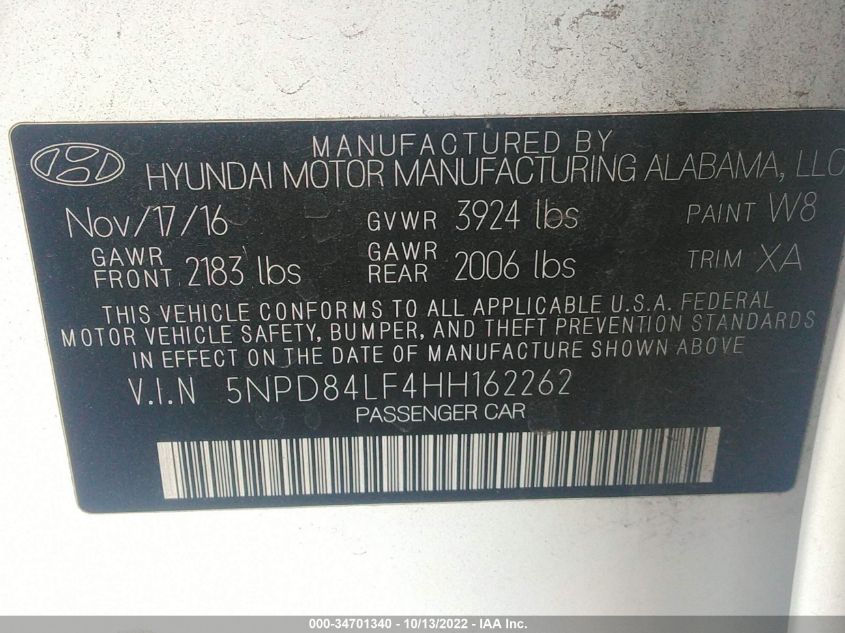 MANUFACTURED BY
HYUNDAI MOTOR MANUFACTURING ALABAMA, LLC
Nov/17/16 GVWR 3924 lbs PAINT W8
GAWR FRONT 2183 lbs GAWR REAR 2006 lbs TRIM XA
THIS VEHICLE CONFORMS TO ALL APPLICABLE U.S.A. FEDERAL
MOTOR VEHICLE SAFETY, BUMPER, AND THEFT PREVENTION STANDARDS
IN EFFECT ON THE DATE OF MANUFACTURE SHOWN ABOVE
V.I.N 5NPD84LF4HH162262
PASSENGER CAR
000-34701340 - 10/13/2022 - IAA Inc.